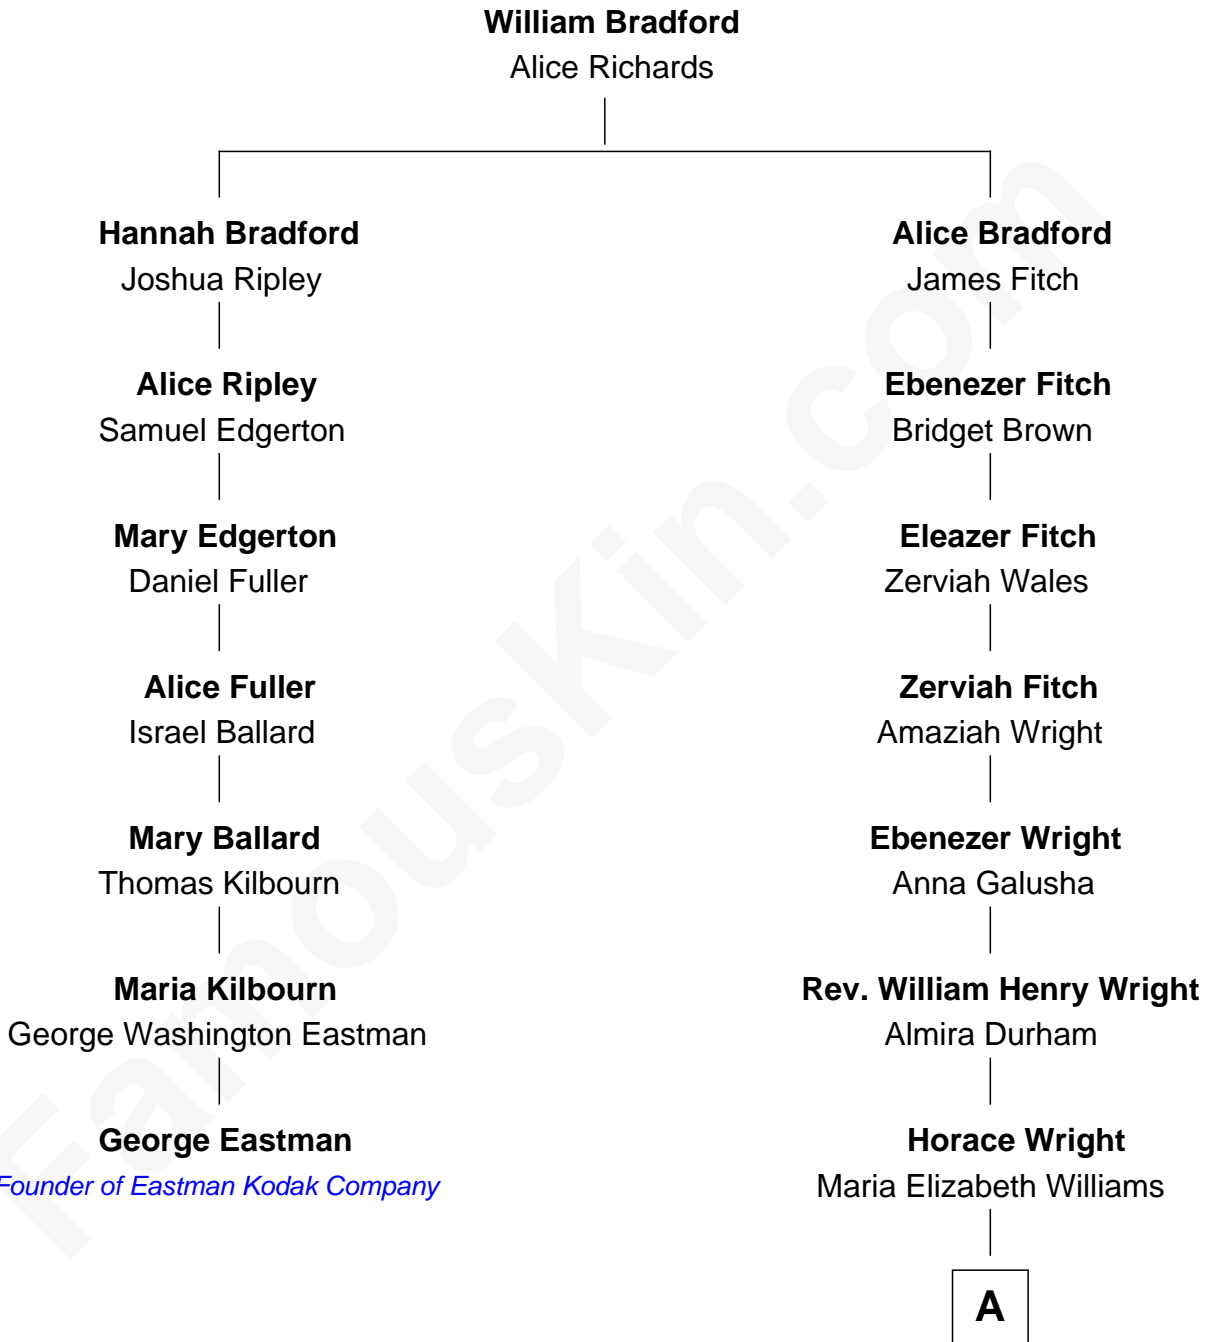 William Bradford
Alice Richards
Hannah Bradford
Joshua Ripley
Alice Ripley
Samuel Edgerton
Mary Edgerton
Daniel Fuller
Alice Fuller
Israel Ballard
Mary Ballard
Thomas Kilbourn
Maria Kilbourn
George Washington Eastman
George Eastman
Founder of Eastman Kodak Company
Alice Bradford
James Fitch
Ebenezer Fitch
Bridget Brown
Eleazer Fitch
Zerviah Wales
Zerviah Fitch
Amaziah Wright
Ebenezer Wright
Anna Galusha
Rev. William Henry Wright
Almira Durham
Horace Wright
Maria Elizabeth Williams
A
FamousKin.com